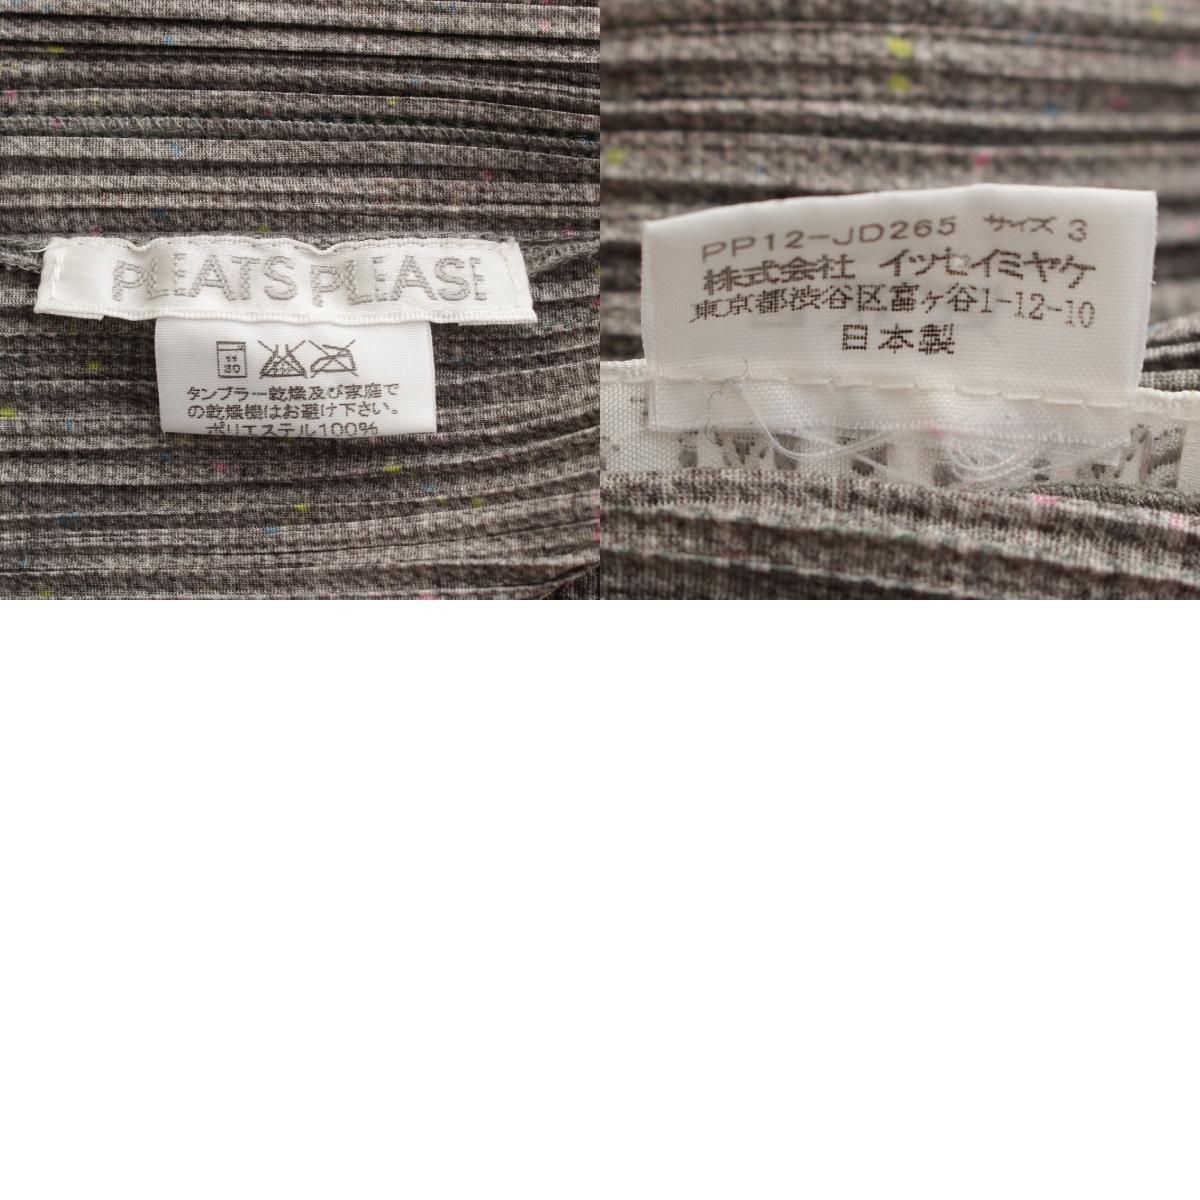 PLEATS PLEASE
30
タンブラー乾燥及び家庭で
の乾燥機はお避け下さい。
ポリエステル100%
PP12-JD265 サイズ 3
株式会社 イッセイミヤケ
東京都渋谷区富ヶ谷1-12-10
日本製